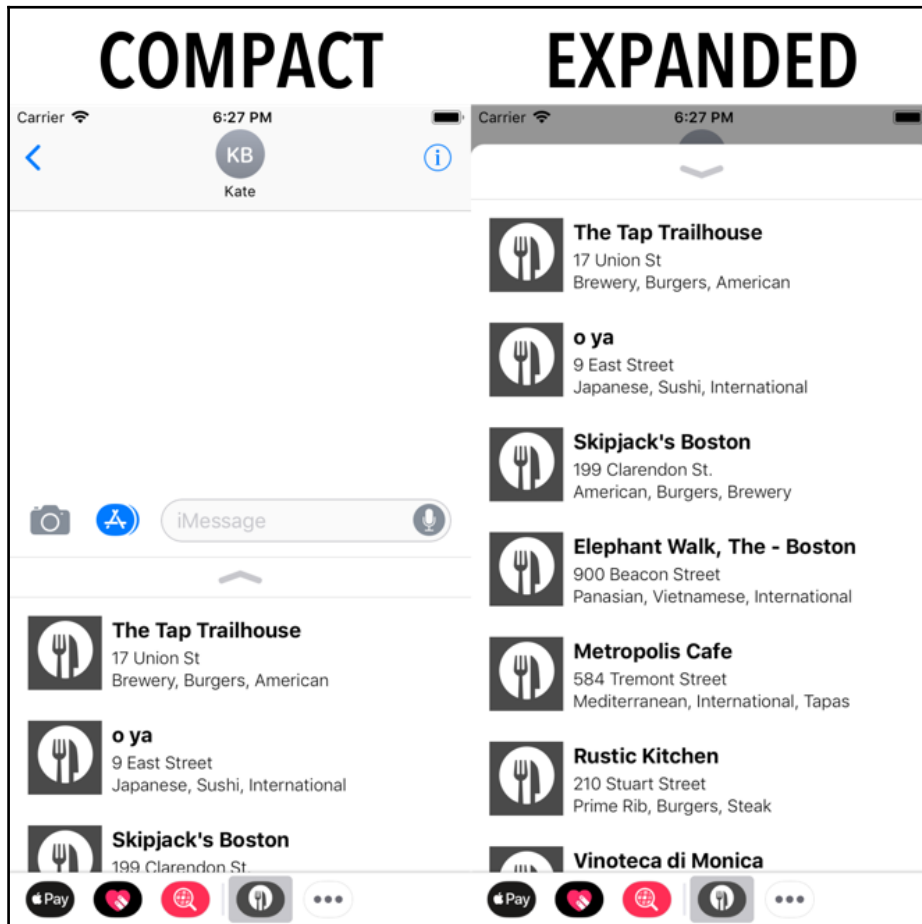 COMPACT
Carrier 6:27 PM
KB
Kate
iMessage
The Tap Trailhouse
17 Union St
Brewery, Burgers, American
o ya
9 East Street
Japanese, Sushi, International
Skipjack's Boston
199 Clarendon St.
Pay
EXPANDED
Carrier 6:27 PM
The Tap Trailhouse
17 Union St
Brewery, Burgers, American
o ya
9 East Street
Japanese, Sushi, International
Skipjack's Boston
199 Clarendon St.
American, Burgers, Brewery
Elephant Walk, The - Boston
900 Beacon Street
Panasian, Vietnamese, International
Metropolis Cafe
584 Tremont Street
Mediterranean, International, Tapas
Rustic Kitchen
210 Stuart Street
Prime Rib, Burgers, Steak
Vinoteca di Monica
Pay